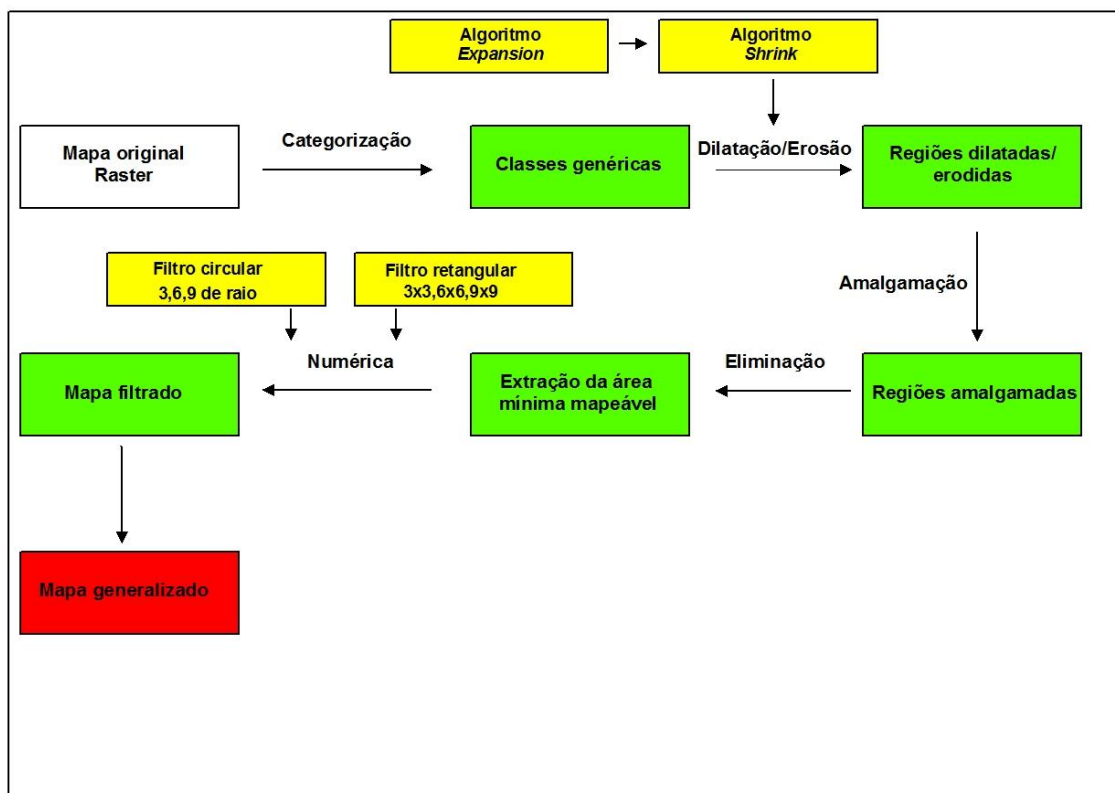 Algoritmo
Expansion
Algoritmo
Shrink
Mapa original
Raster
Categorização
Classes genéricas
Dilatação/Erosão
Regiões dilatadas/
erodidas
Filtro circular
3,6,9 de raio
Filtro retangular
3x3,6x6,9x9
Amalgamação
Mapa filtrado
Numérica
Extração da área
mínima mapeável
Eliminação
Regiões amalgamadas
Mapa generalizado